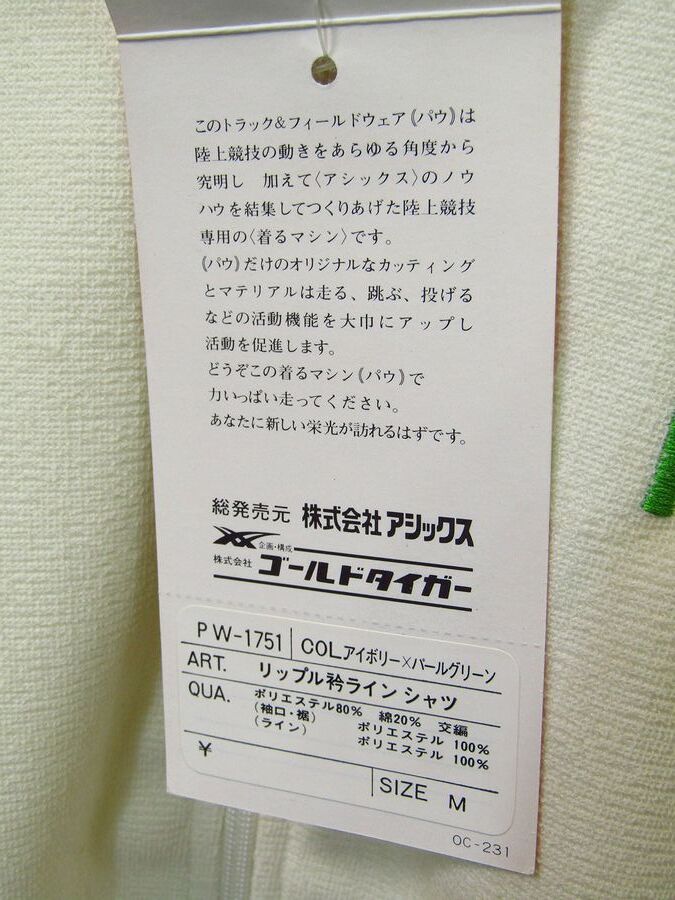 このトラック&フィールドウェア《パウ》は
陸上競技の動きをあらゆる角度から
究明し 加えて〈アシックス〉のノウ
ハウを結集してつくりあげた陸上競技
専用の〈着るマシン〉です。
《パウ》だけのオリジナルなカッティング
とマテリアルは走る、跳ぶ、投げる
などの活動機能を大巾にアップし
活動を促進します。
どうぞこの着るマシン《パウ》で
力いっぱい走ってください。
あなたに新しい栄光が訪れるはずです。
総発売元 株式会社アシックス
企画・構成
株式会社 ゴールドタイガー
PW-1751 COLアイボリー×パールグリーン
ART. リップル衿ライン シャツ
QUA. ポリエステル80% 綿20% 交編
(袖口・裾) ポリエステル 100%
(ライン) ポリエステル 100%
¥
SIZE M
OC-231